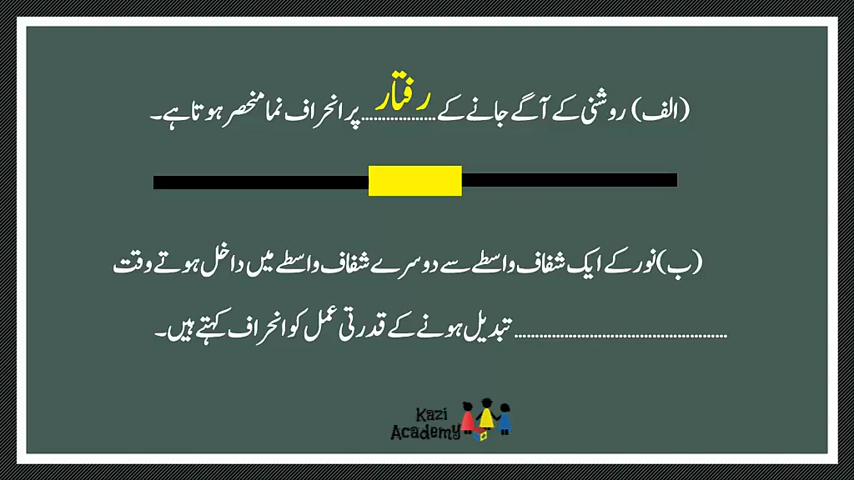 (الف) روشنی کے آگے جانے کے ....رفتار.... پر انحراف نما منحصر ہوتا ہے۔
(ب) نور کے ایک شفاف واسطے سے دوسرے شفاف واسطے میں داخل ہوتے وقت
................................................ تبدیل ہونے کے قدرتی عمل کو انحراف کہتے ہیں۔
Kazi
Academy